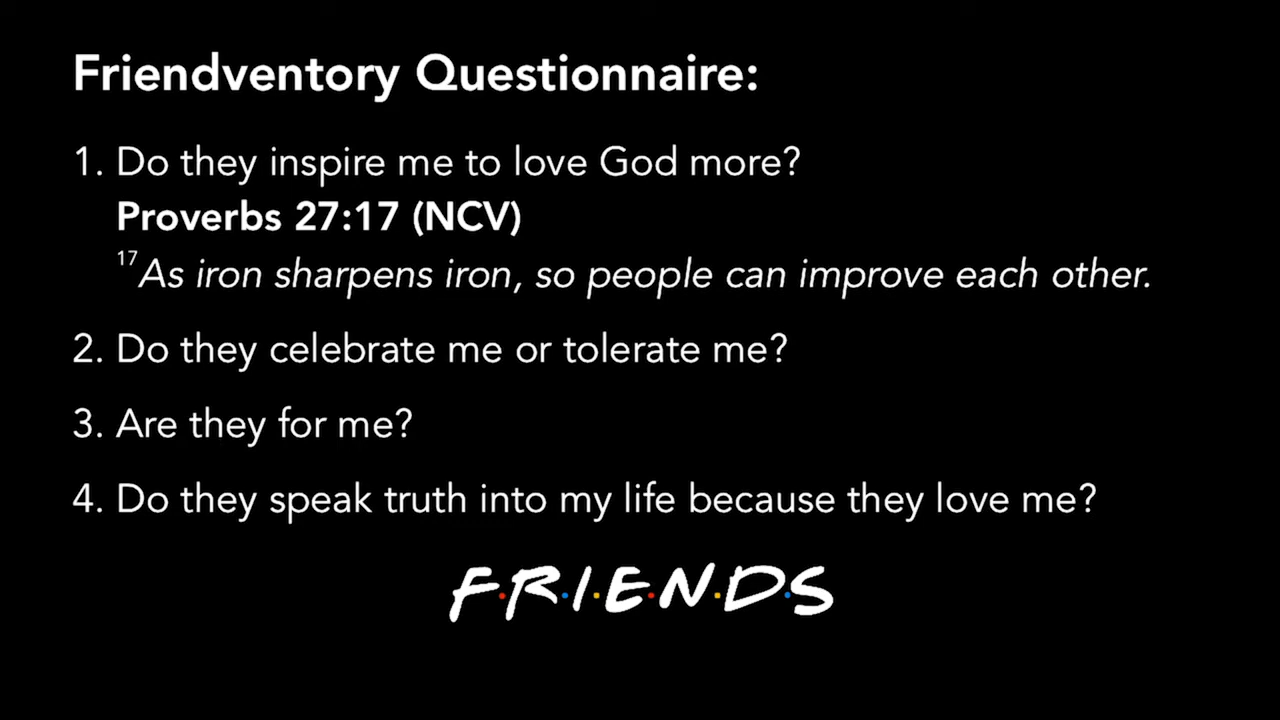 Friendventory Questionnaire:
1. Do they inspire me to love God more?
Proverbs 27:17 (NCV)
17 As iron sharpens iron, so people can improve each other.
2. Do they celebrate me or tolerate me?
3. Are they for me?
4. Do they speak truth into my life because they love me?
F·R·I·E·N·D·S